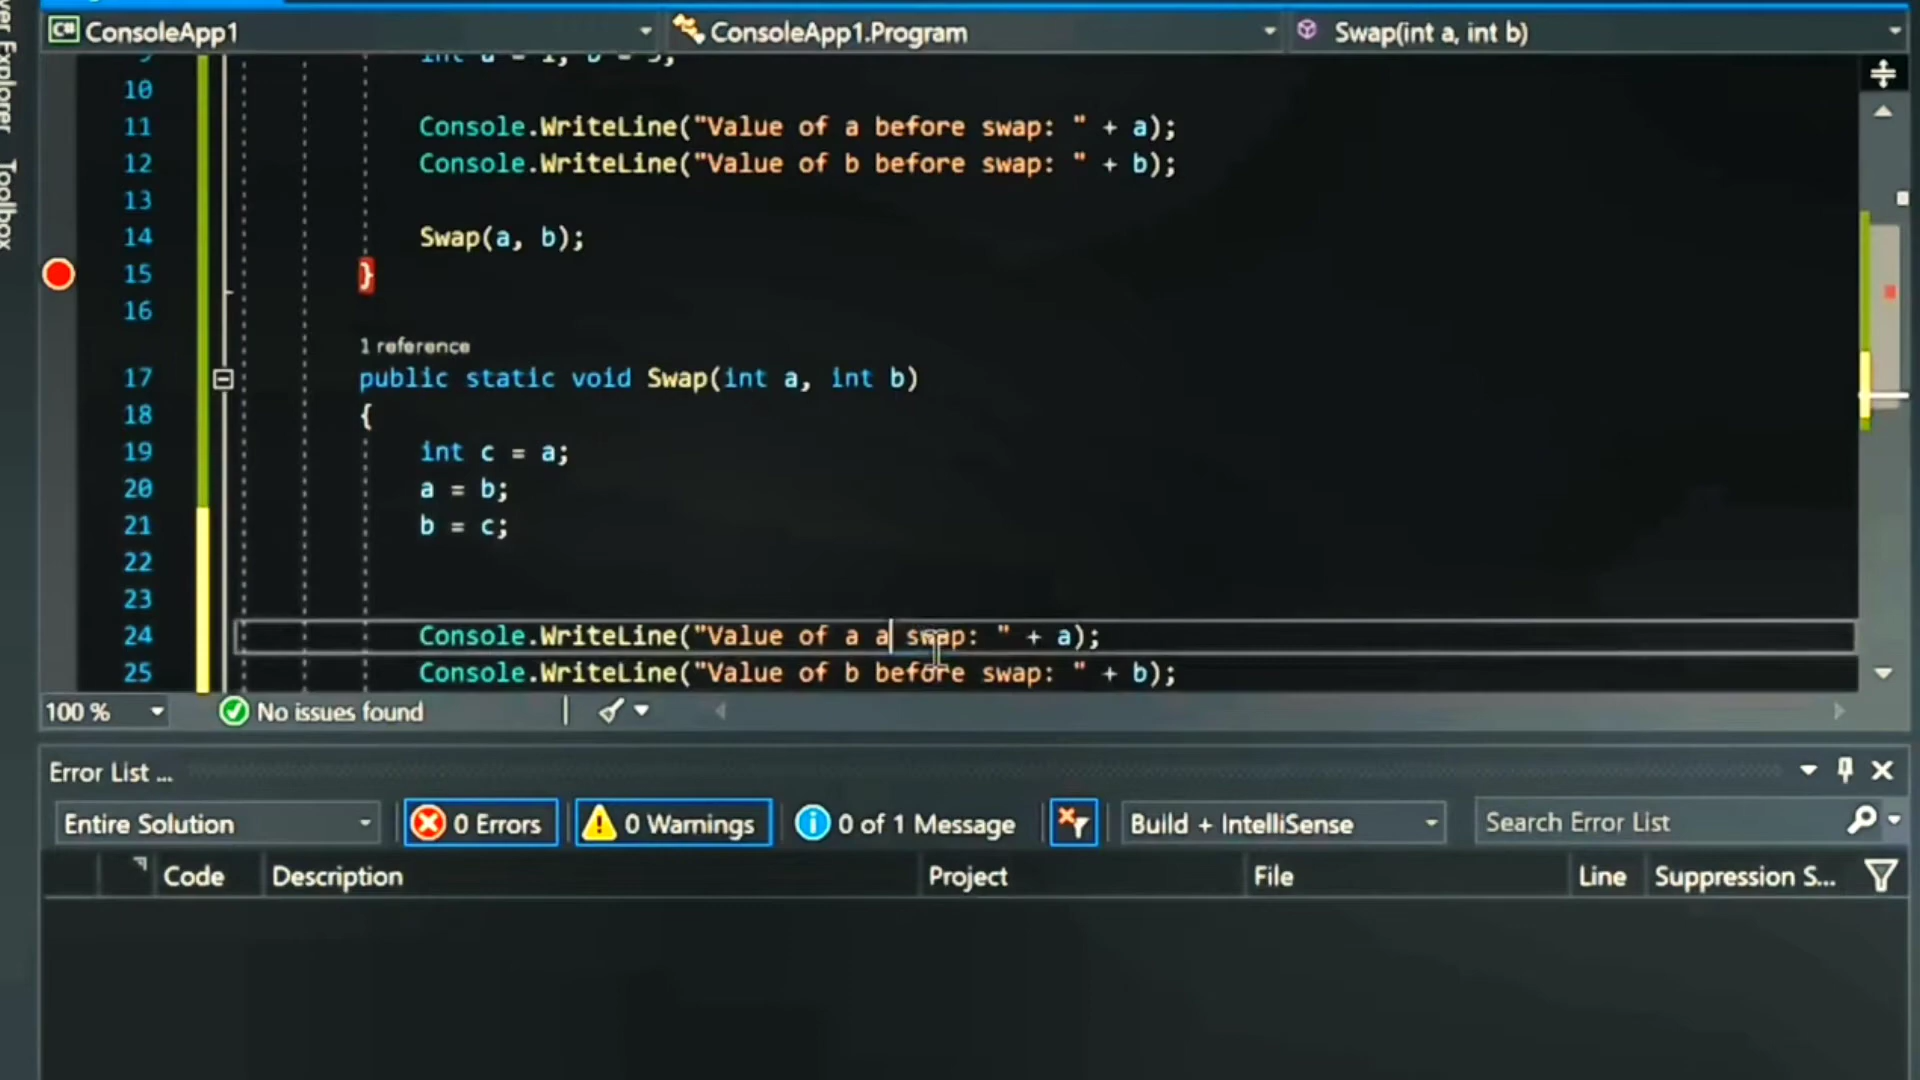 ConsoleApp1 ConsoleApp1.Program Swap(int a, int b)
Explorer
Toolbox
10
11 Console.WriteLine("Value of a before swap: " + a);
12 Console.WriteLine("Value of b before swap: " + b);
13
14 Swap(a, b);
15 }
16
1 reference
17 public static void Swap(int a, int b)
18 {
19 int c = a;
20 a = b;
21 b = c;
22
23
24 Console.WriteLine("Value of a a swap: " + a);
25 Console.WriteLine("Value of b before swap: " + b);
100 % No issues found
Error List ...
Entire Solution 0 Errors 0 Warnings 0 of 1 Message Build + IntelliSense Search Error List
Code Description Project File Line Suppression S...